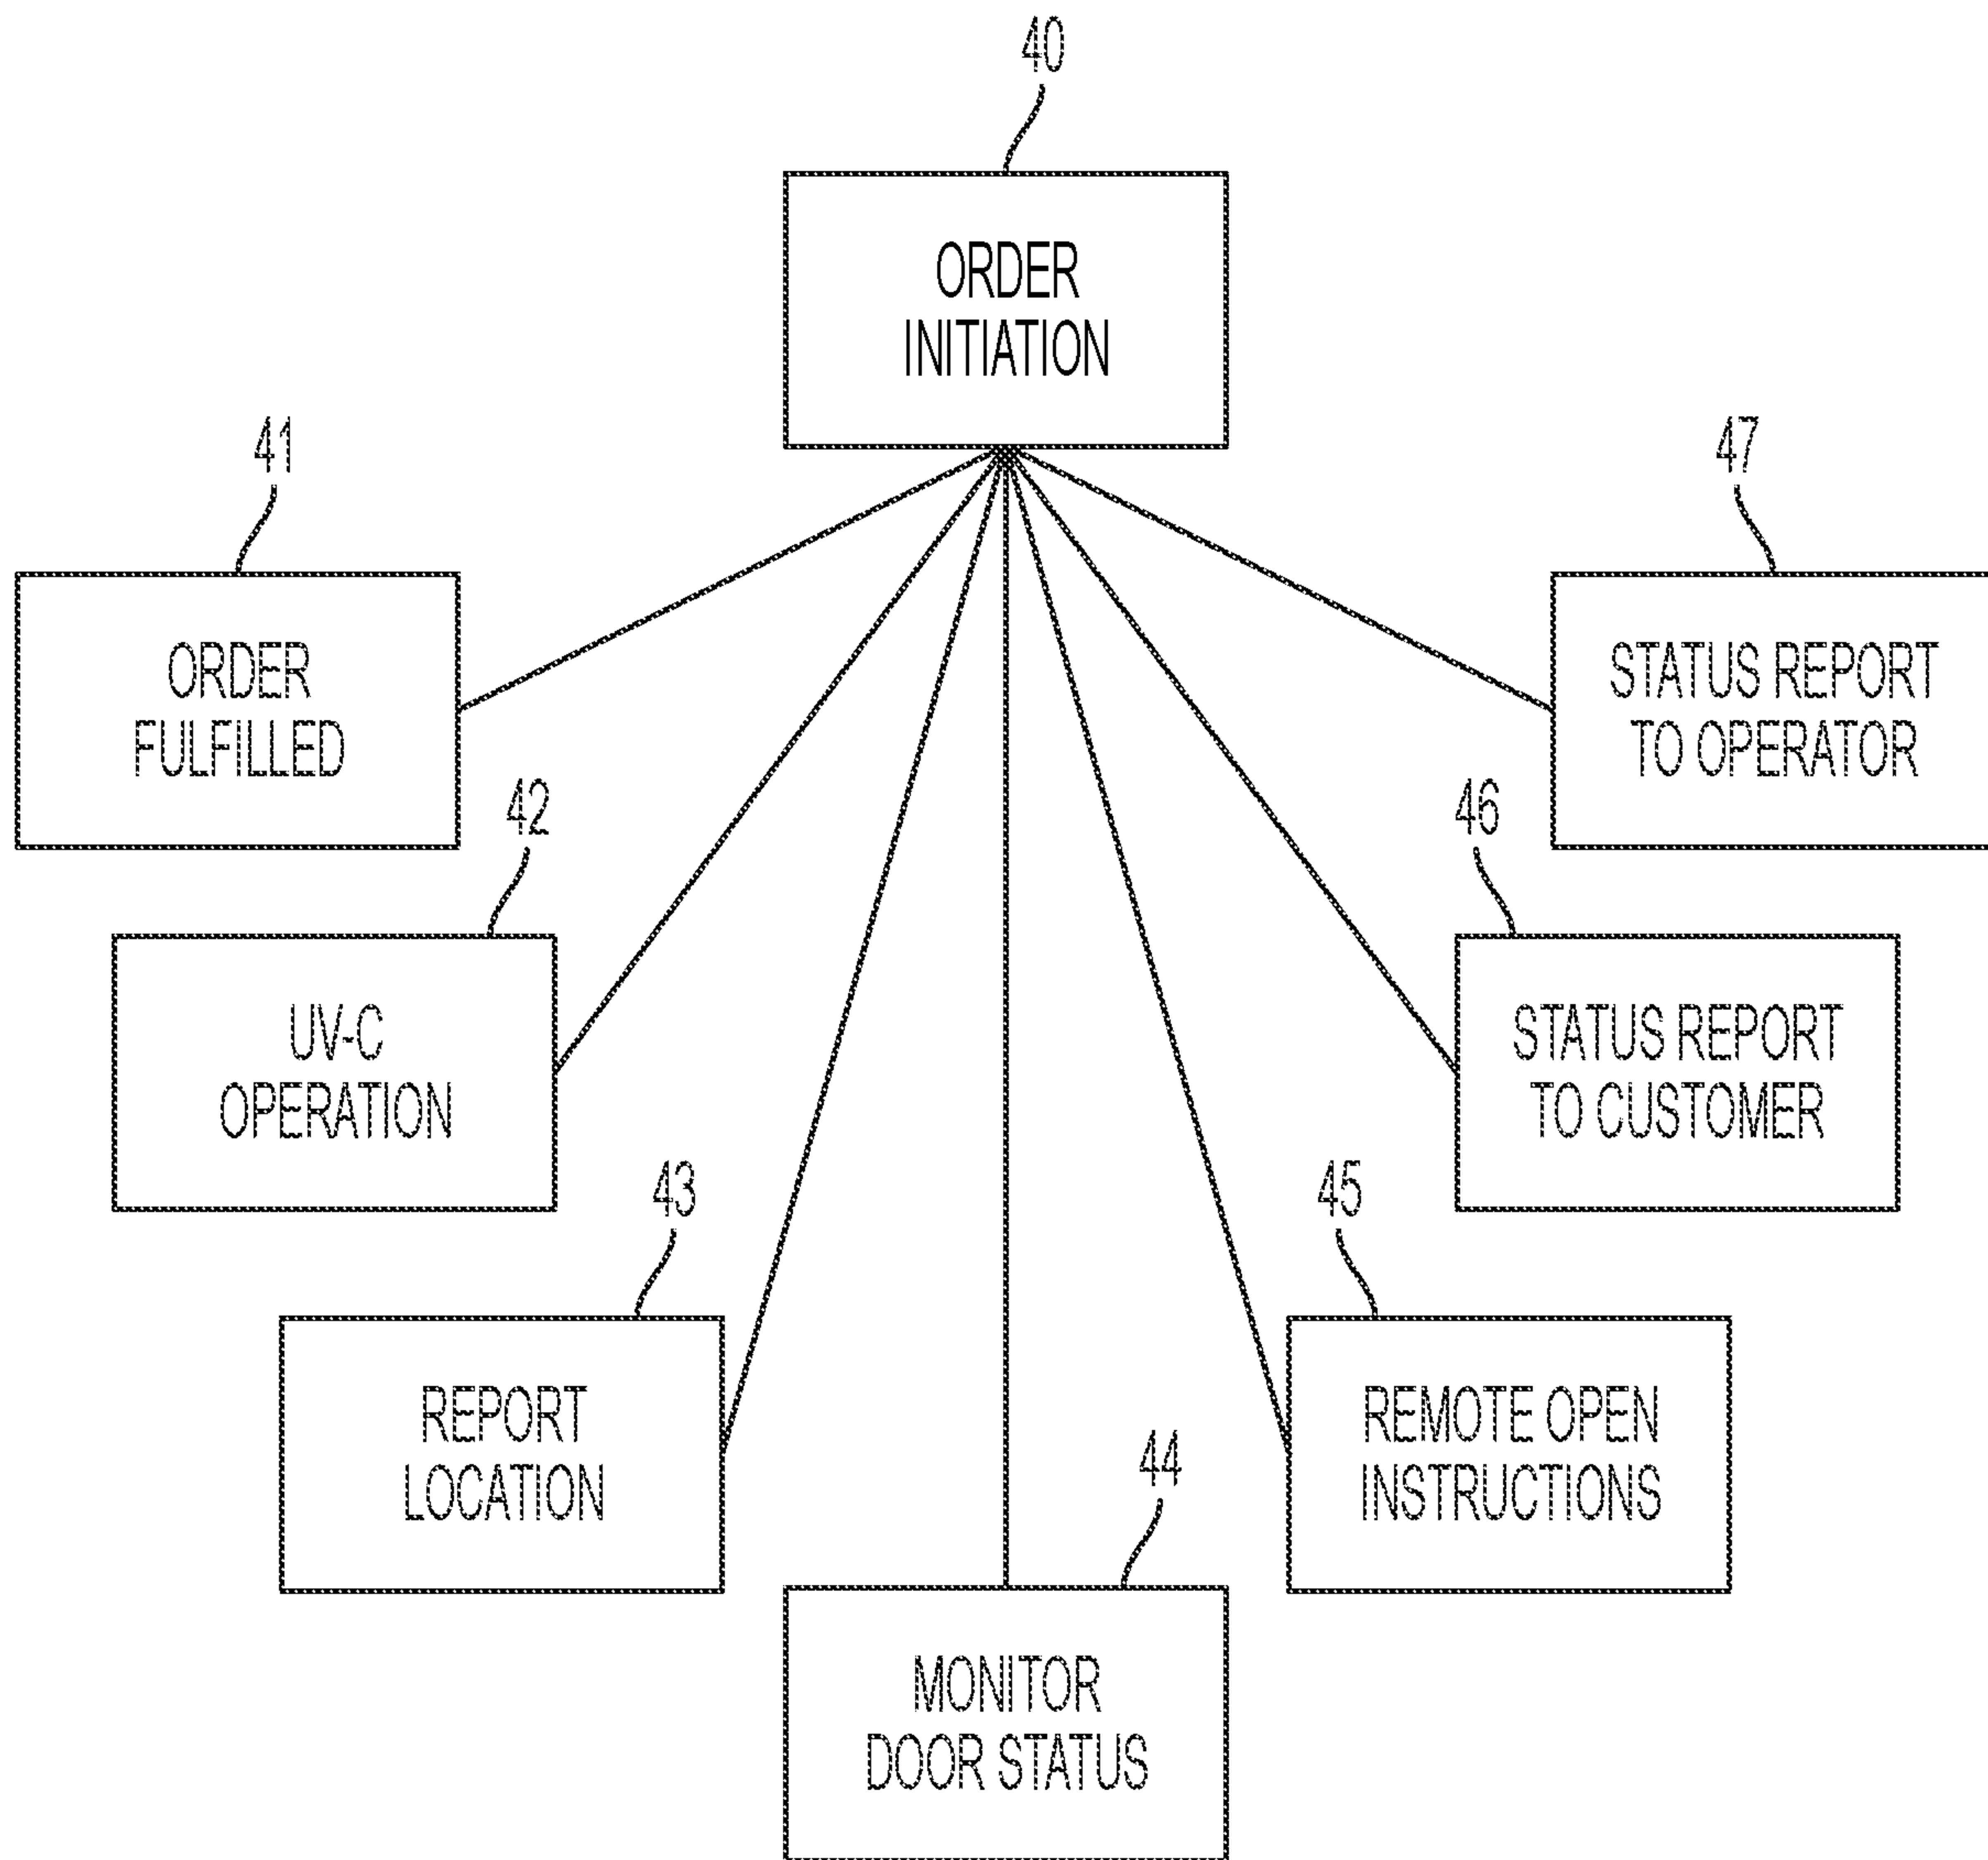 40
ORDER
INITIATION
41
ORDER
FULFILLED
47
STATUS REPORT
TO OPERATOR
42
UV-C
OPERATION
46
STATUS REPORT
TO CUSTOMER
43
REPORT
LOCATION
45
REMOTE OPEN
INSTRUCTIONS
44
MONITOR
DOOR STATUS